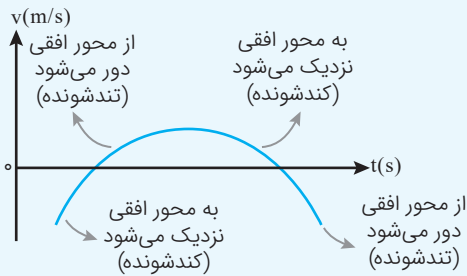 v(m/s)
از محور افقی
دور می‌شود
(تندشونده)
به محور افقی
نزدیک می‌شود
(کندشونده)
t(s)
به محور افقی
نزدیک می‌شود
(کندشونده)
از محور افقی
دور می‌شود
(تندشونده)